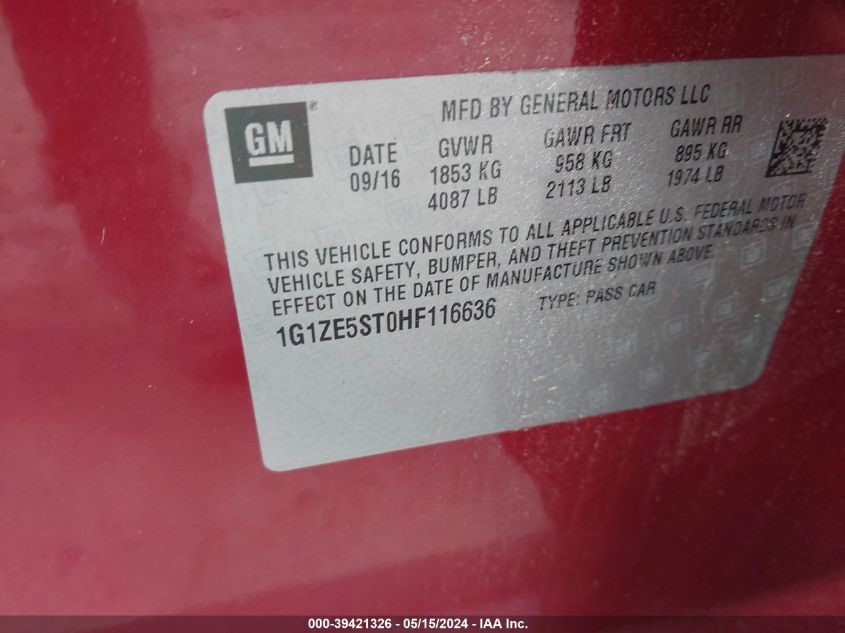 GM ®
MFD BY GENERAL MOTORS LLC
DATE GVWR GAWR FRT GAWR RR
09/16 1853 KG 958 KG 895 KG
4087 LB 2113 LB 1974 LB
THIS VEHICLE CONFORMS TO ALL APPLICABLE U.S. FEDERAL MOTOR
VEHICLE SAFETY, BUMPER, AND THEFT PREVENTION STANDARDS IN
EFFECT ON THE DATE OF MANUFACTURE SHOWN ABOVE.
1G1ZE5ST0HF116636 TYPE: PASS CAR
000-39421326 - 05/15/2024 - IAA Inc.